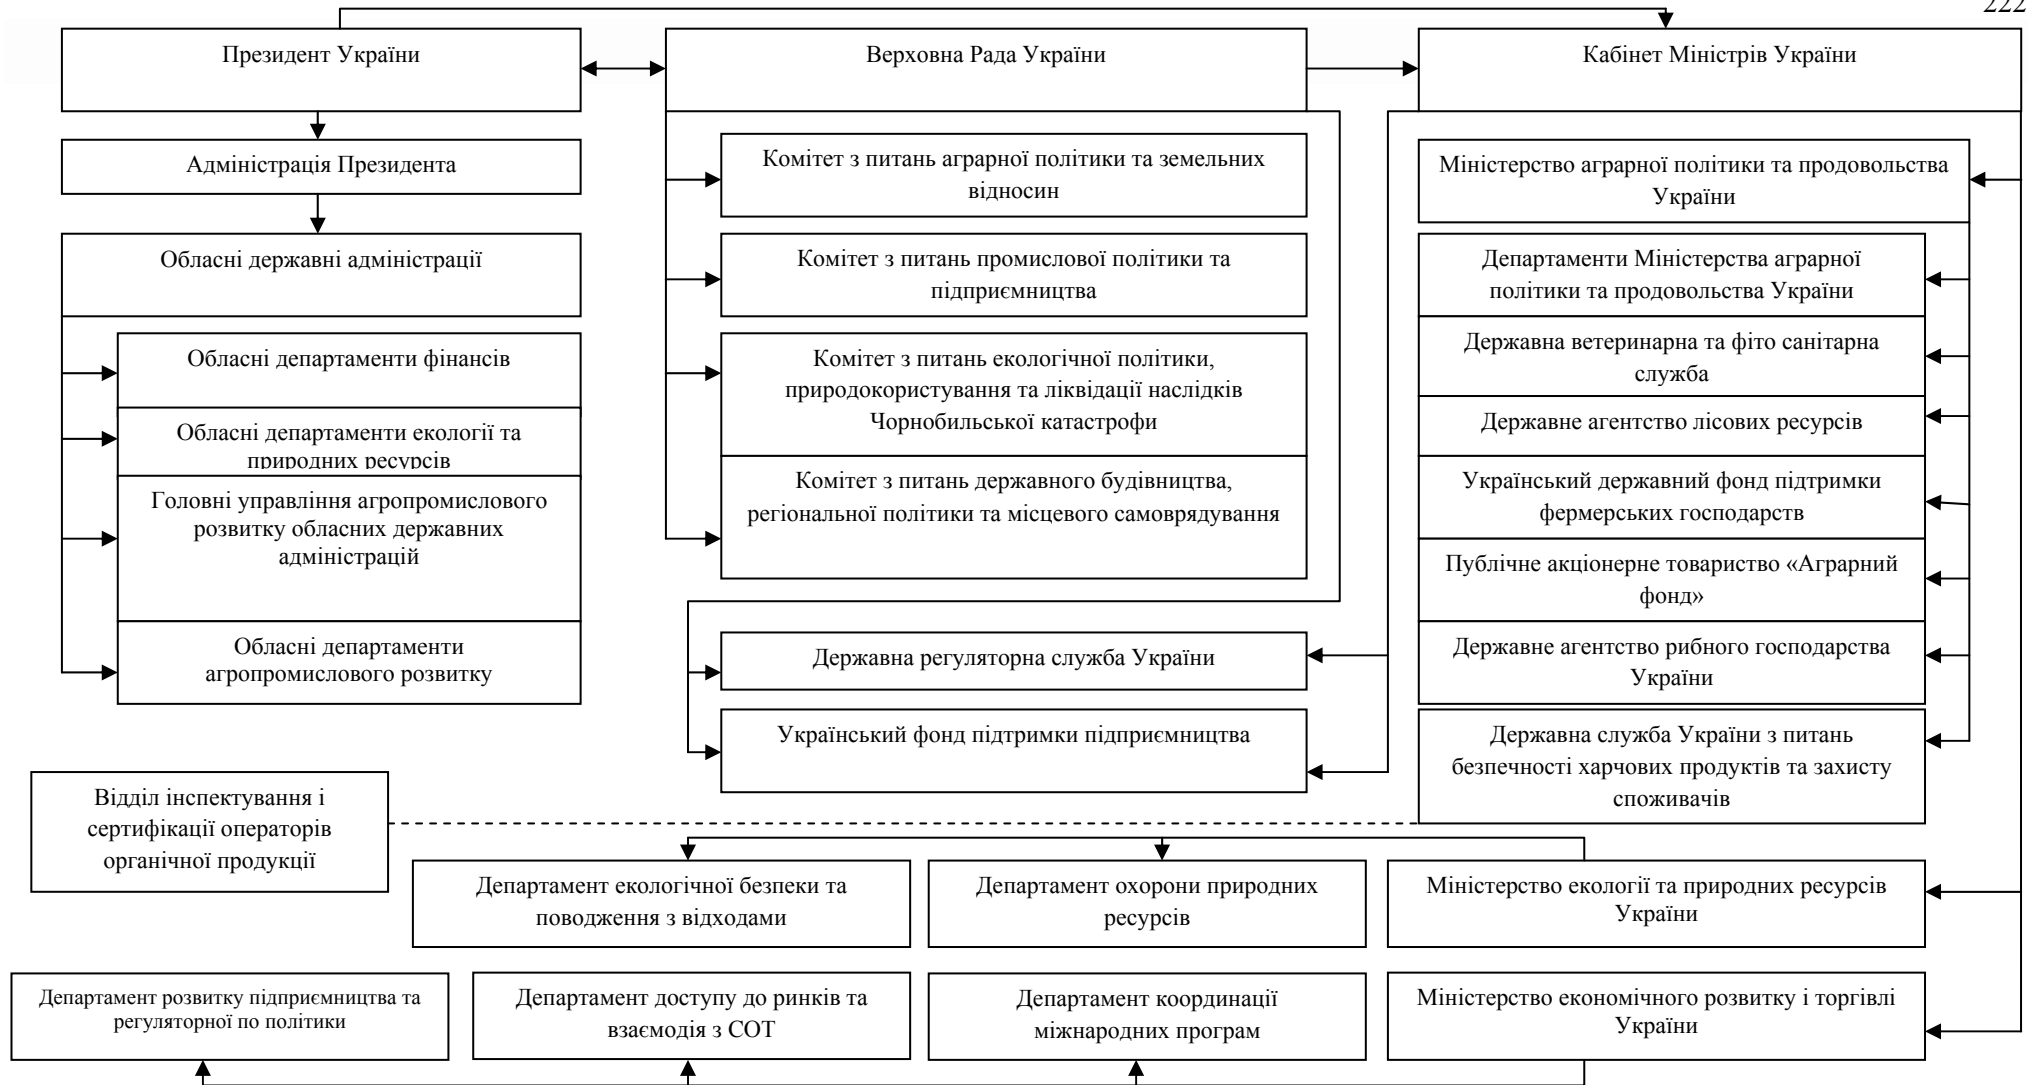 222
Президент України
Верховна Рада України
Кабінет Міністрів України
Адміністрація Президента
Обласні державні адміністрації
Обласні департаменти фінансів
Обласні департаменти екології та
природних ресурсів
Головні управління агропромислового
розвитку обласних державних
адміністрацій
Обласні департаменти
агропромислового розвитку
Комітет з питань аграрної політики та земельних
відносин
Комітет з питань промислової політики та
підприємництва
Комітет з питань екологічної політики,
природокористування та ліквідації наслідків
Чорнобильської катастрофи
Комітет з питань державного будівництва,
регіональної політики та місцевого самоврядування
Державна регуляторна служба України
Український фонд підтримки підприємництва
Міністерство аграрної політики та продовольства
України
Департаменти Міністерства аграрної
політики та продовольства України
Державна ветеринарна та фіто санітарна
служба
Державне агентство лісових ресурсів
Український державний фонд підтримки
фермерських господарств
Публічне акціонерне товариство «Аграрний
фонд»
Державне агентство рибного господарства
України
Державна служба України з питань
безпечності харчових продуктів та захисту
споживачів
Відділ інспектування і
сертифікації операторів
органічної продукції
Департамент екологічної безпеки та
поводження з відходами
Департамент охорони природних
ресурсів
Міністерство екології та природних ресурсів
України
Департамент розвитку підприємництва та
регуляторної по політики
Департамент доступу до ринків та
взаємодія з СОТ
Департамент координації
міжнародних програм
Міністерство економічного розвитку і торгівлі
України